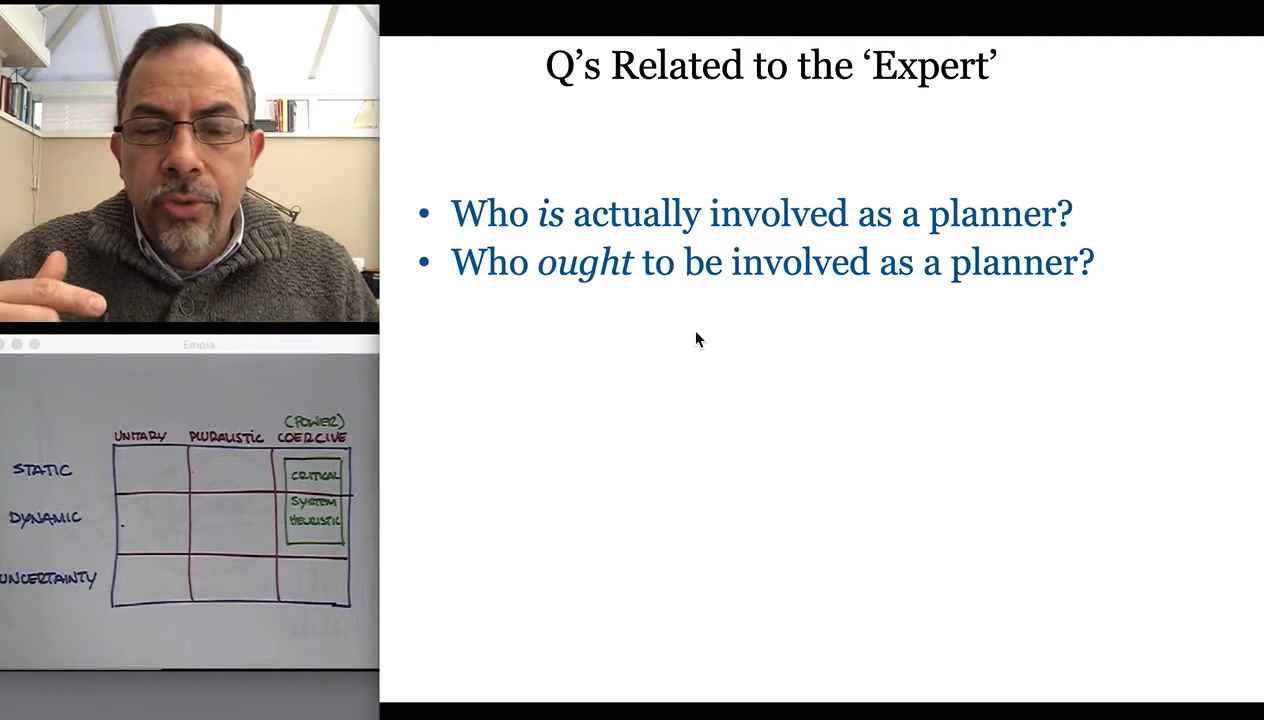 Q’s Related to the ‘Expert’
• Who is actually involved as a planner?
• Who ought to be involved as a planner?
Empia
(POWER)
UNITARY PLURALISTIC COERCIVE
STATIC
CRITICAL
SYSTEM
DYNAMIC
HEURISTIC
UNCERTAINTY